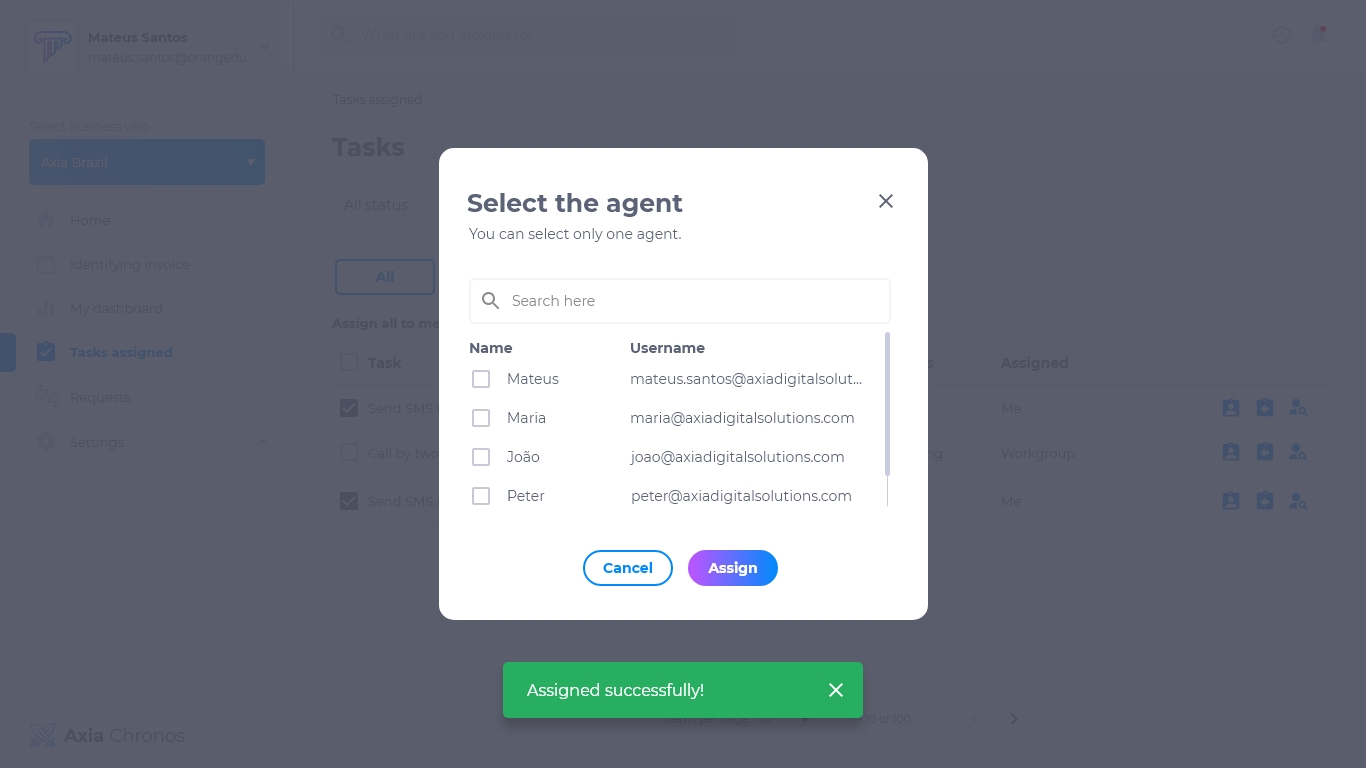 Mateus Santos
mateus.santos@orangedu...
What are you looking for?
Select business unit
Axia Brazil
Home
Identifying invoice
My dashboard
Tasks assigned
Requests
Settings
Axia Chronos
Tasks assigned
Tasks
All status
All
Assign all to me
Task
Assigned
Send SMS
Me
Call by two
Workgroup
Send SMS
Me
Select the agent
You can select only one agent.
Search here
Name Username
Mateus mateus.santos@axiadigitalsolut...
Maria maria@axiadigitalsolutions.com
João joao@axiadigitalsolutions.com
Peter peter@axiadigitalsolutions.com
Cancel Assign
Assigned successfully!
Items per page
10 of 100